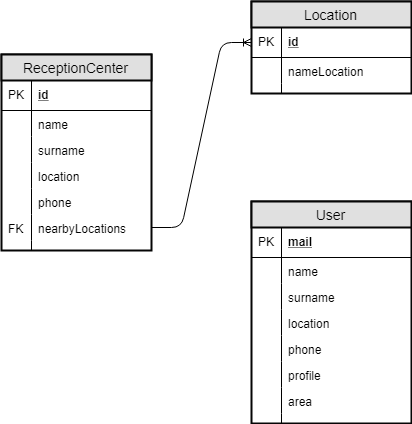 Location
PK id
nameLocation
ReceptionCenter
PK id
name
surname
location
phone
FK nearbyLocations
User
PK mail
name
surname
location
phone
profile
area